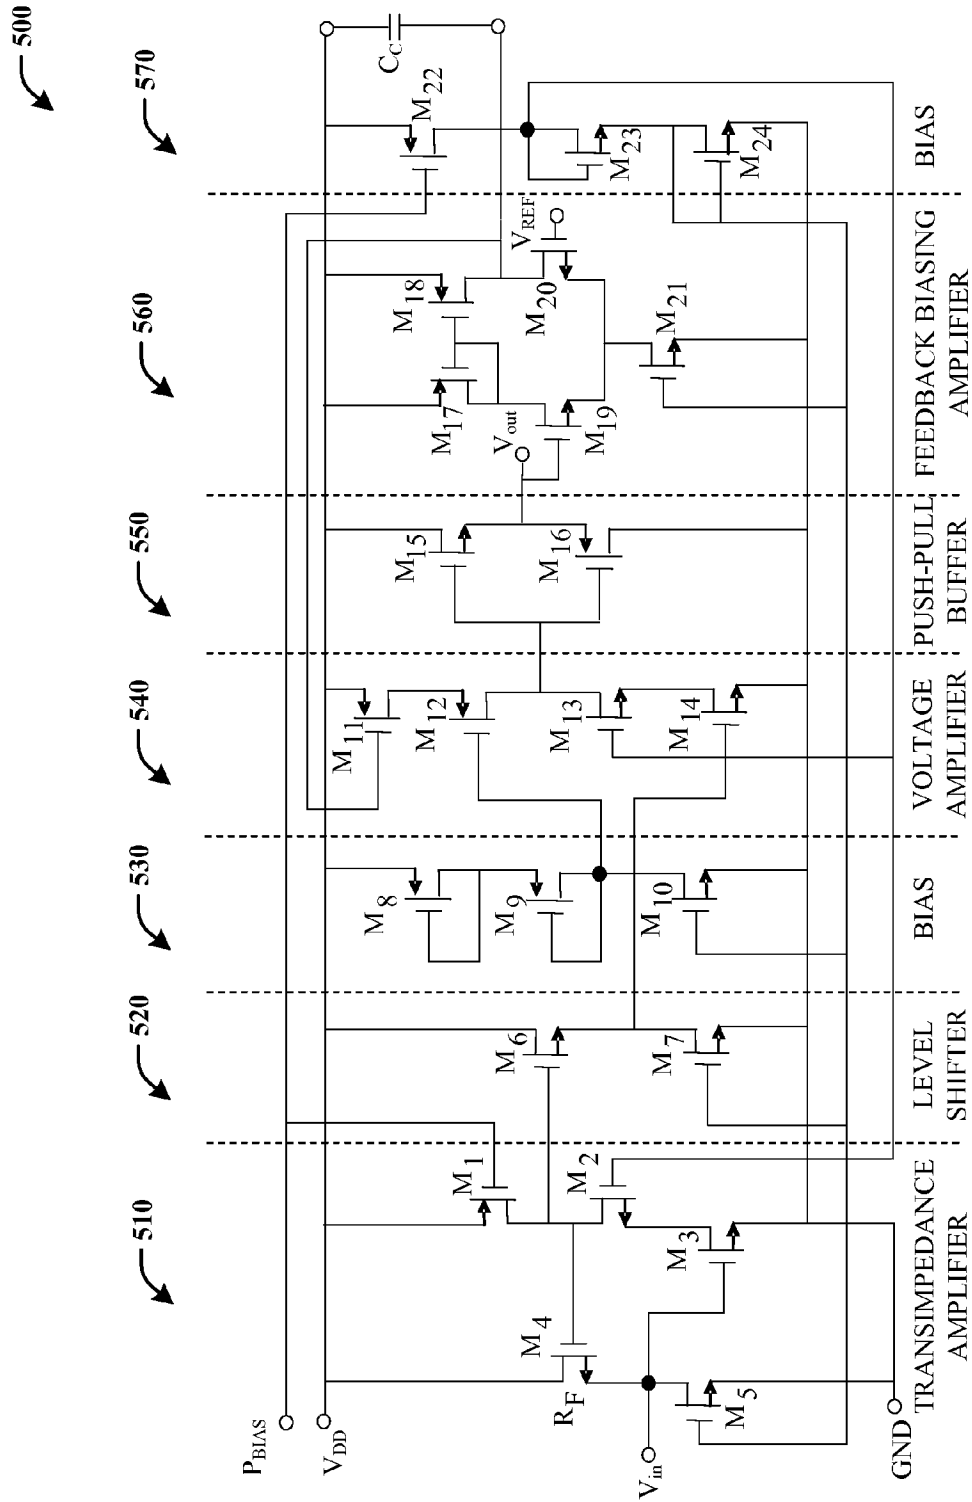 500
510
520
530
540
550
560
570
P_BIAS
V_DD
V_in
GND
R_F
M_4
M_5
M_1
M_2
M_3
M_6
M_7
M_8
M_9
M_10
M_11
M_12
M_13
M_14
M_15
M_16
V_out
M_17
M_18
M_19
M_20
V_REF
M_21
M_22
M_23
M_24
C_C
TRANSIMPEDANCE
AMPLIFIER
LEVEL
SHIFTER
BIAS
VOLTAGE
AMPLIFIER
PUSH-PULL
BUFFER
FEEDBACK BIASING
AMPLIFIER
BIAS